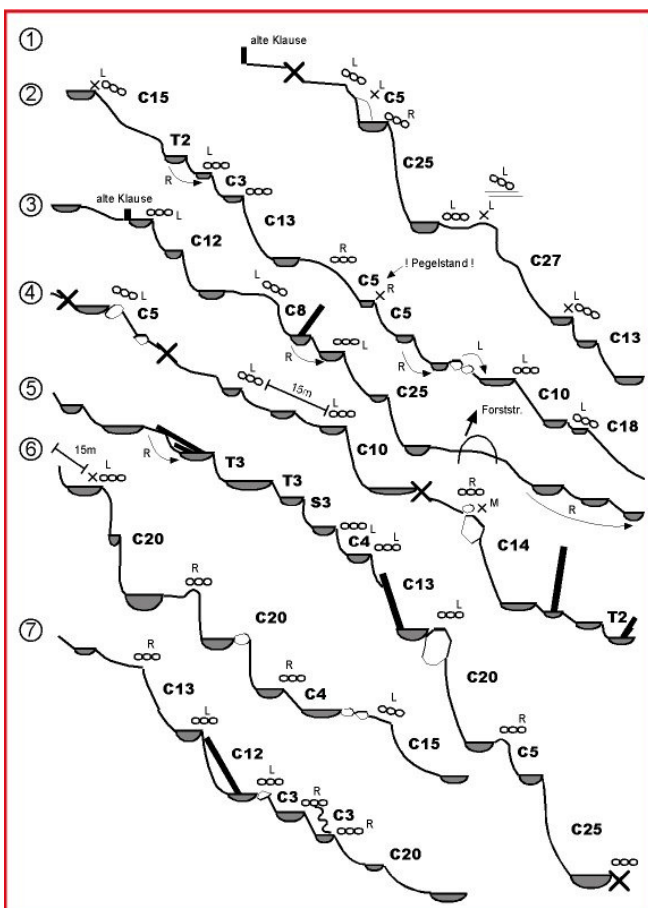 ① alte Klause L L C5 R C25 L L L C27 L C13
② L C15 T2 R L C3 C13 R C5 R ! Pegelstand ! C5 R L L C10 L C18
③ alte Klause L C12 L C8 R L C25 Forststr. R
④ L C5 L 15m L C10 R M C14 T2
⑤ R T3 T3 S3 L C4 L C13 L C20 R C5 C25
⑥ 15m L C20 R C20 R C4 L C15
⑦ R C13 L C12 L C3 R C3 R C20